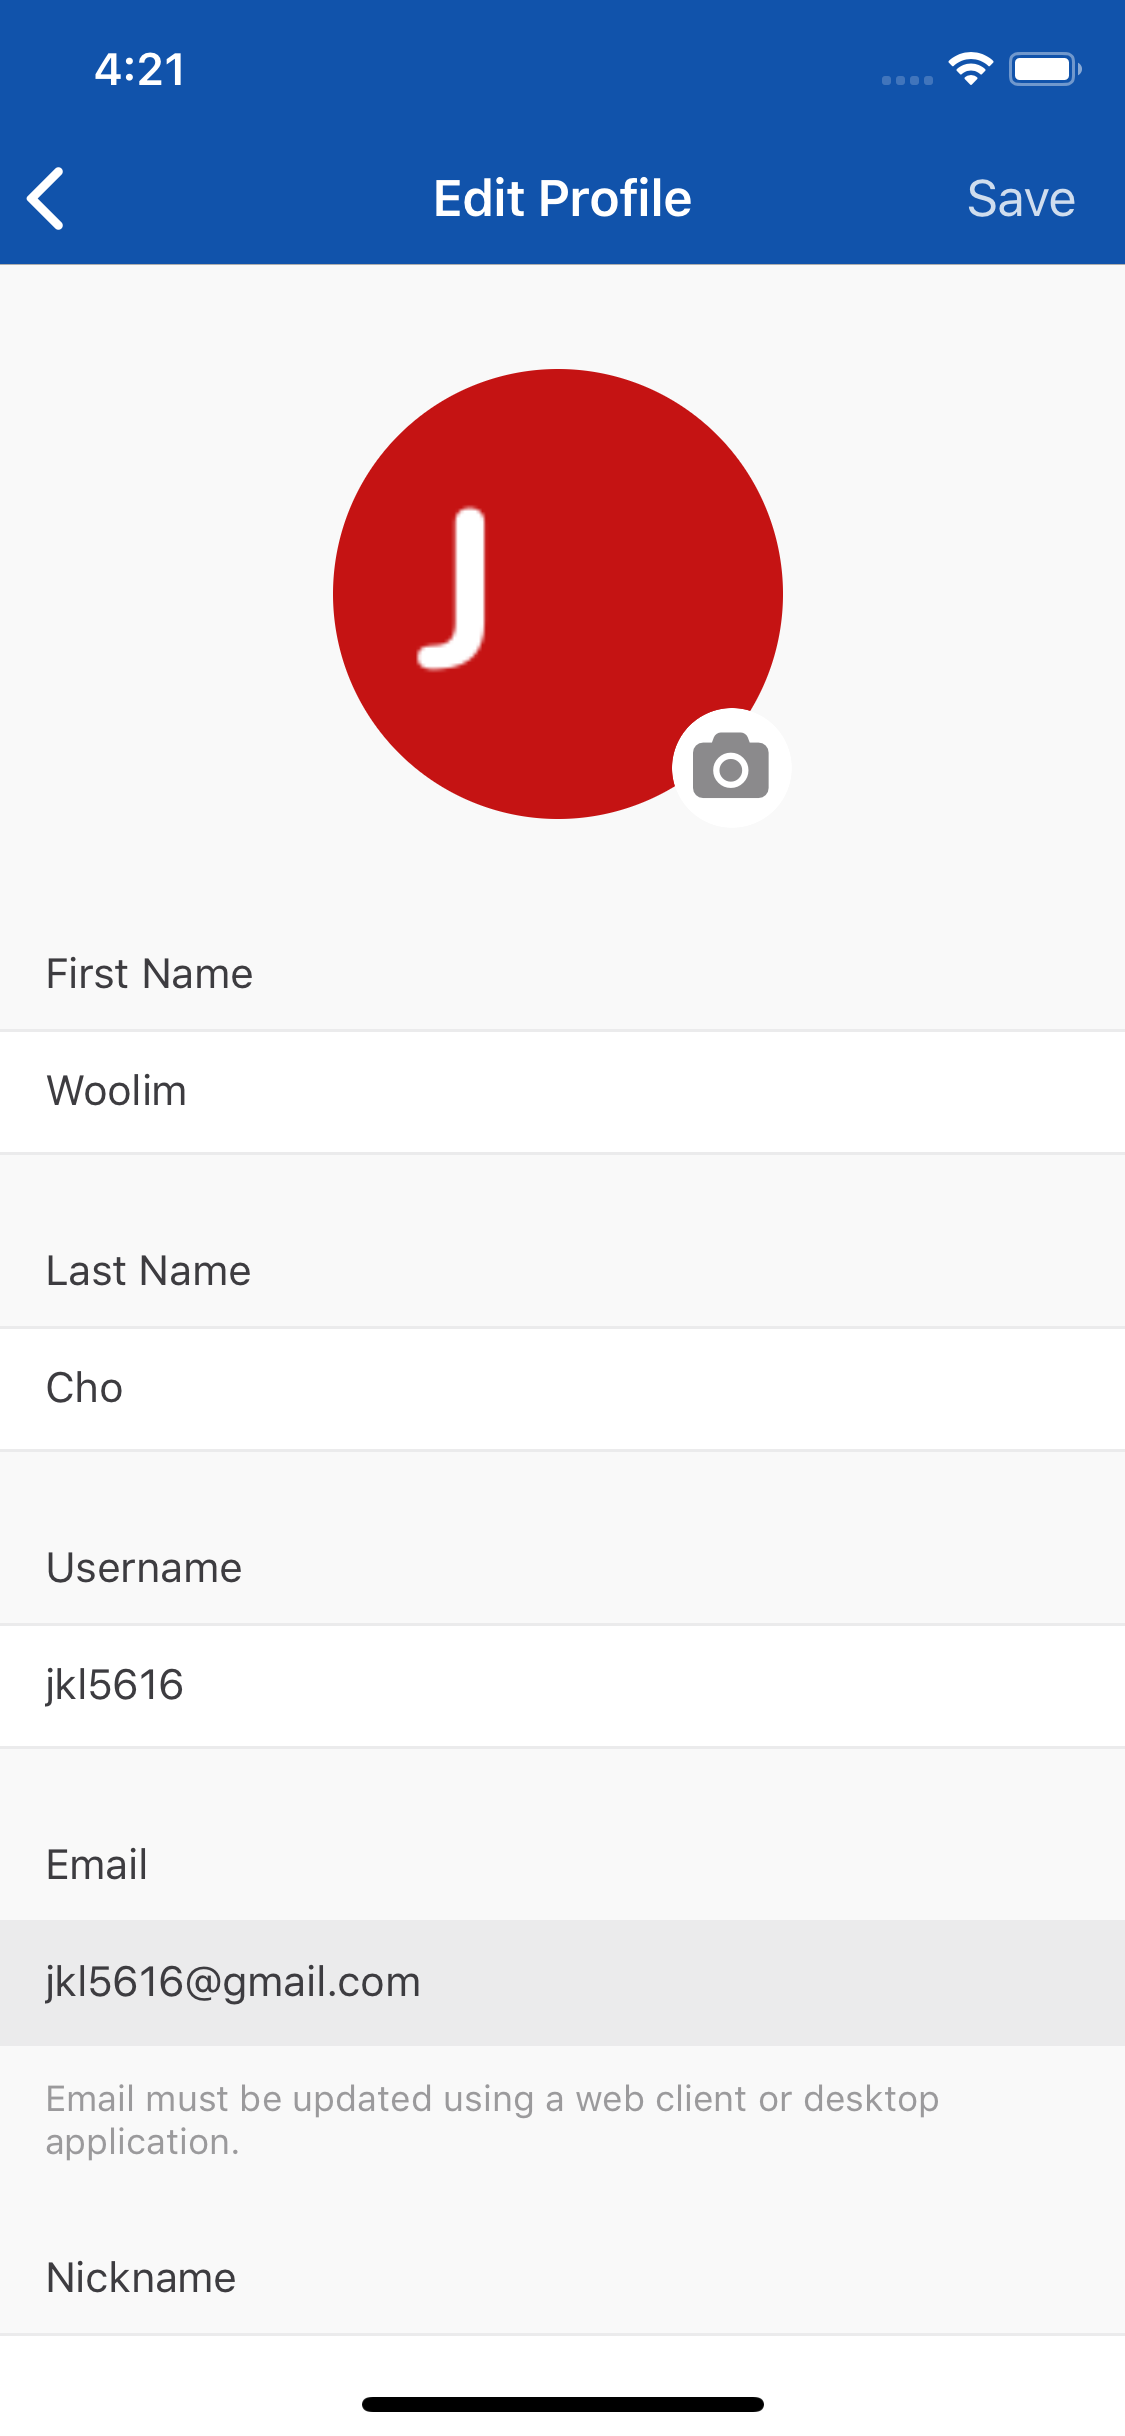 4:21
Edit Profile
Save
J
First Name
Woolim
Last Name
Cho
Username
jkl5616
Email
jkl5616@gmail.com
Email must be updated using a web client or desktop
application.
Nickname